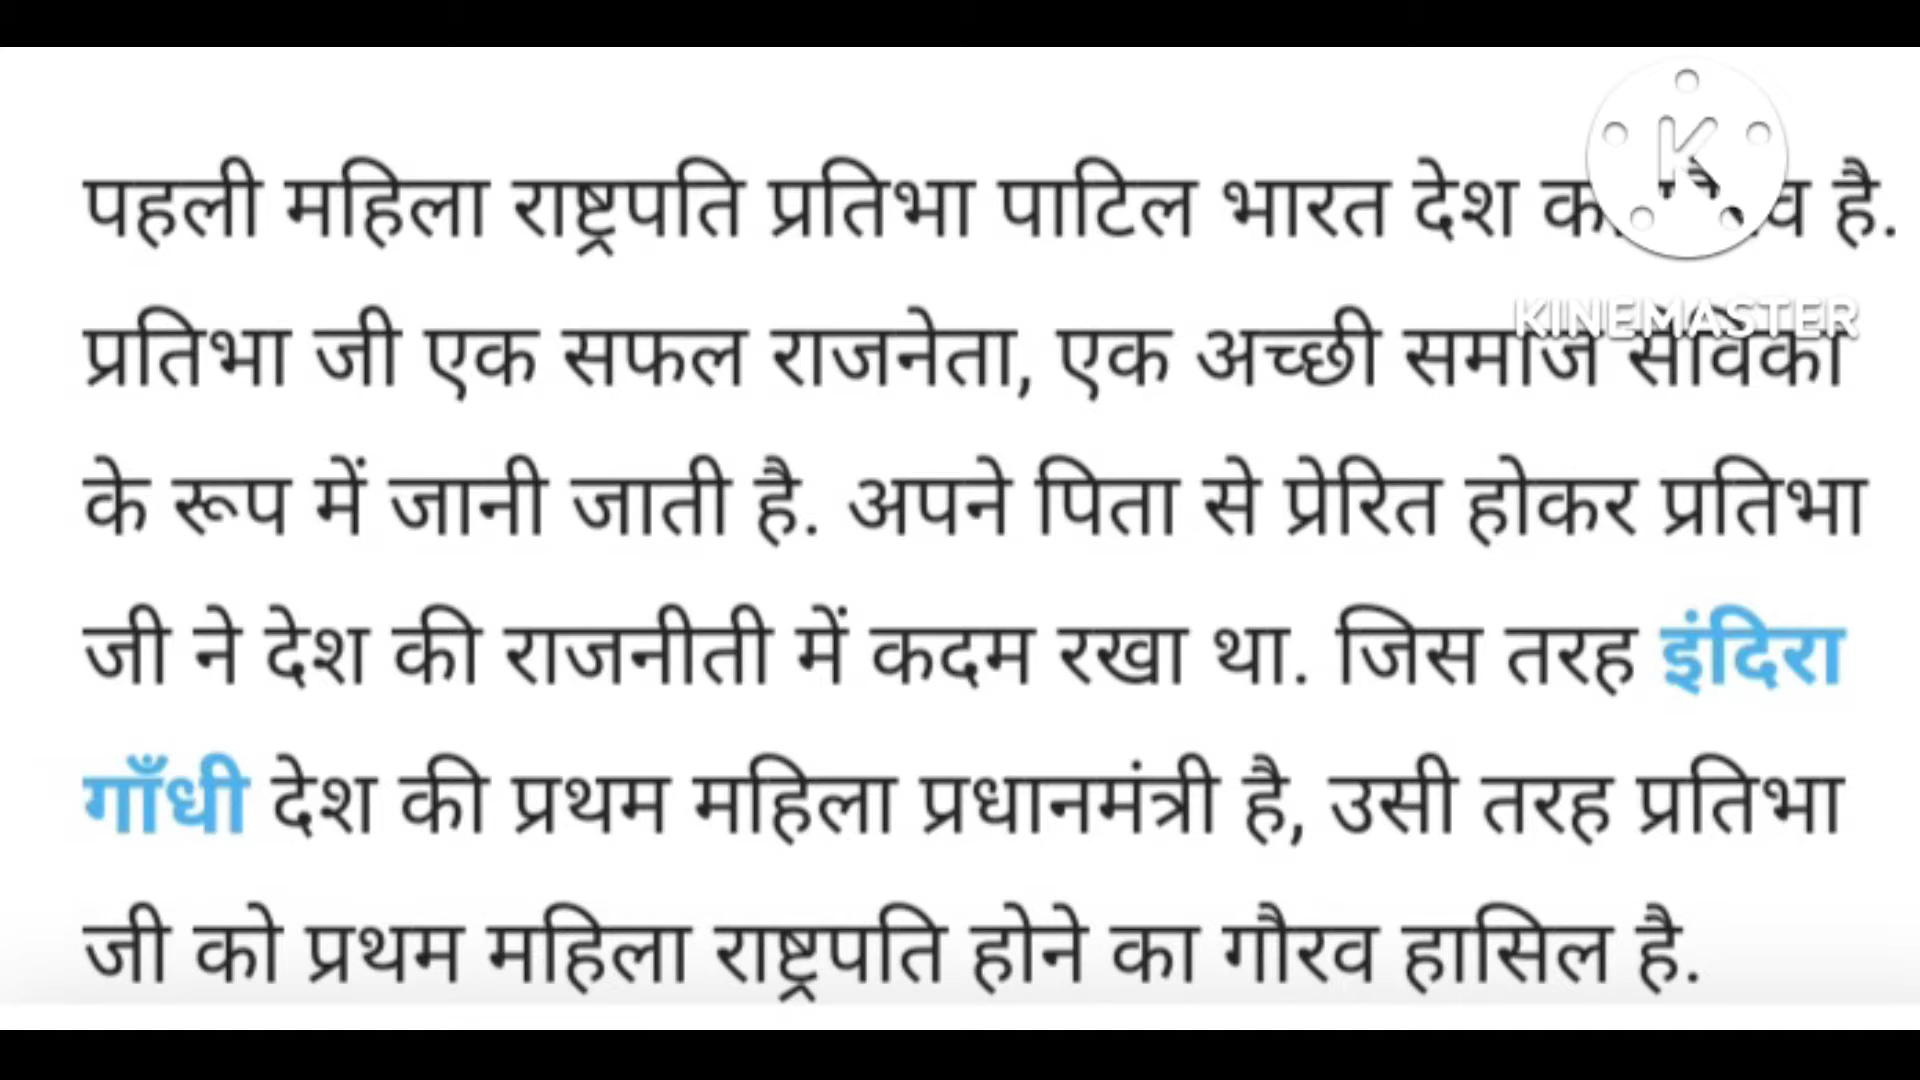 पहली महिला राष्ट्रपति प्रतिभा पाटिल भारत देश है.
KINEMASTER
प्रतिभा जी एक सफल राजनेता, एक अच्छी समाज सेविका
के रूप में जानी जाती है. अपने पिता से प्रेरित होकर प्रतिभा
जी ने देश की राजनीती में कदम रखा था. जिस तरह इंदिरा
गाँधी देश की प्रथम महिला प्रधानमंत्री है, उसी तरह प्रतिभा
जी को प्रथम महिला राष्ट्रपति होने का गौरव हासिल है.